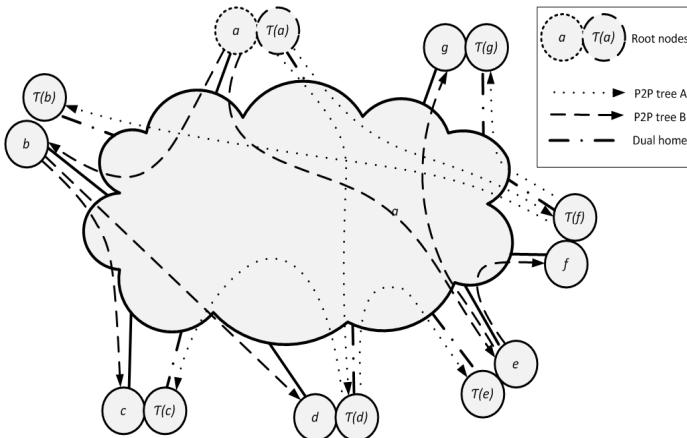 a T(a)
g T(g)
a T(a) Root nodes
P2P tree A
P2P tree B
Dual home
T(b)
b
a
T(f)
f
e
T(e)
c T(c)
d T(d)